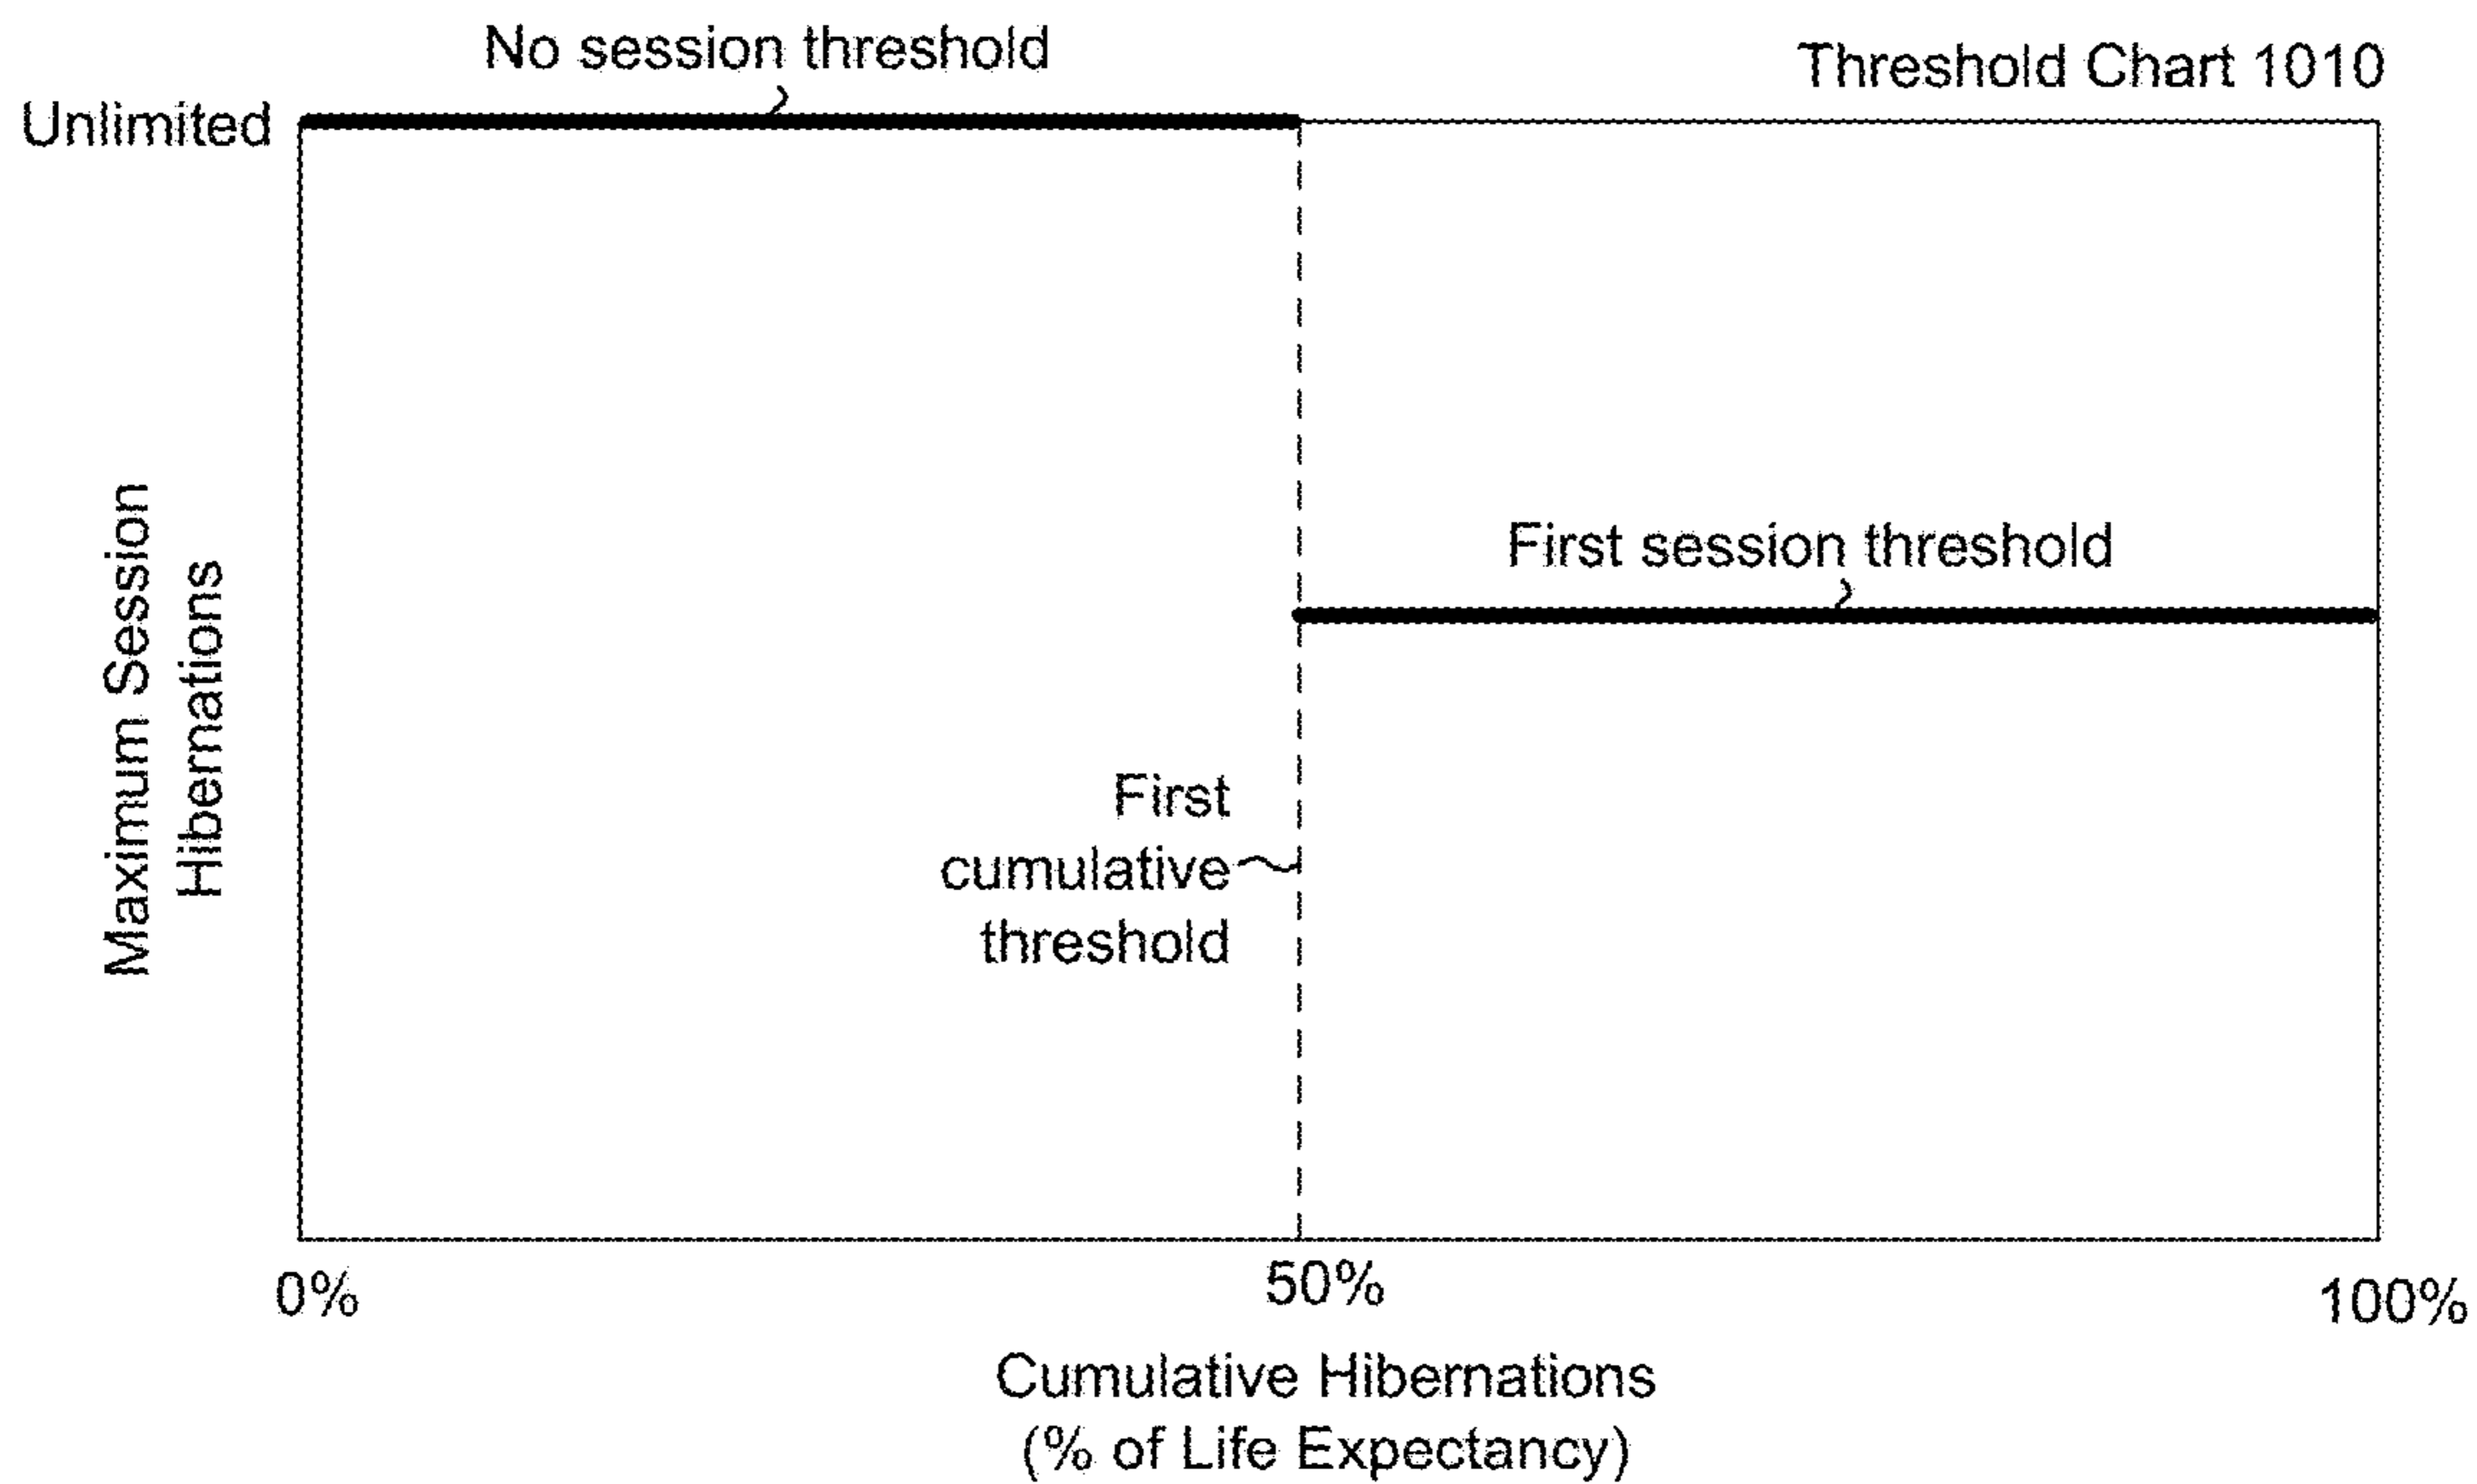 No session threshold
Threshold Chart 1010
Unlimited
Maximum Session
Hibernations
First session threshold
First
cumulative
threshold
0%
50%
100%
Cumulative Hibernations
(% of Life Expectancy)